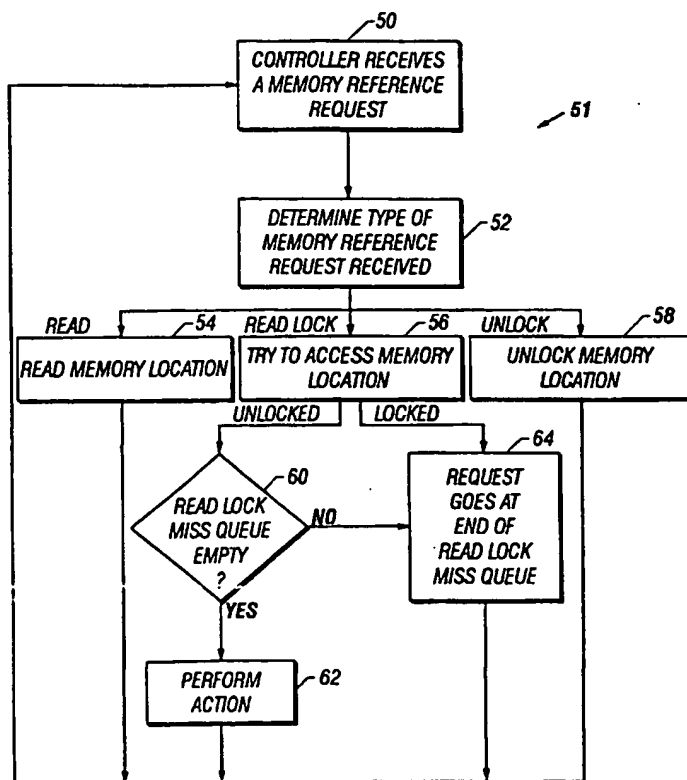 50
CONTROLLER RECEIVES
A MEMORY REFERENCE
REQUEST
51
DETERMINE TYPE OF
MEMORY REFERENCE
REQUEST RECEIVED
52
READ
54
READ LOCK
56
UNLOCK
58
READ MEMORY LOCATION
TRY TO ACCESS MEMORY
LOCATION
UNLOCK MEMORY
LOCATION
UNLOCKED
LOCKED
60
READ LOCK
MISS QUEUE
EMPTY
?
NO
YES
64
REQUEST
GOES AT
END OF
READ LOCK
MISS QUEUE
PERFORM
ACTION
62